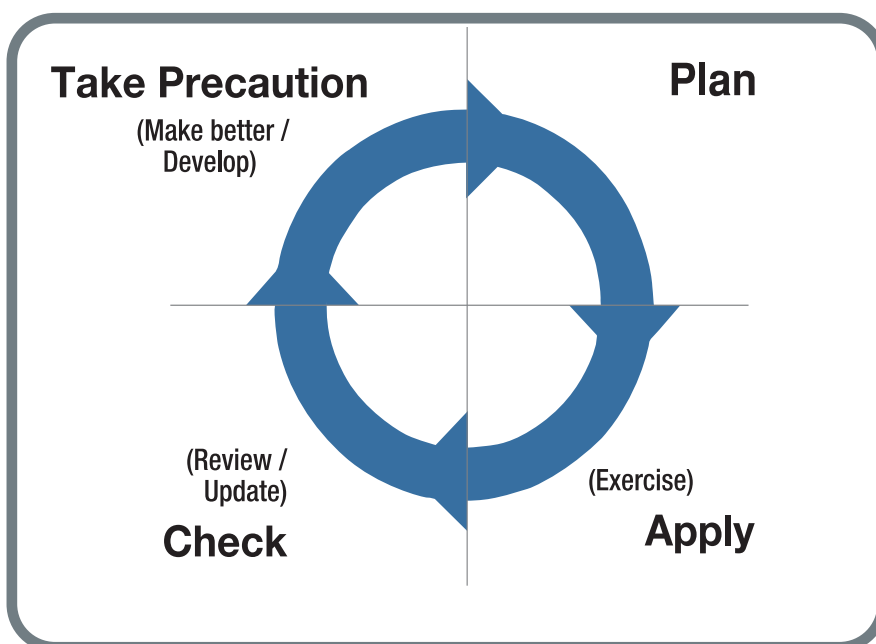 Take Precaution
(Make better /
Develop)
Plan
(Review /
Update)
Check
(Exercise)
Apply